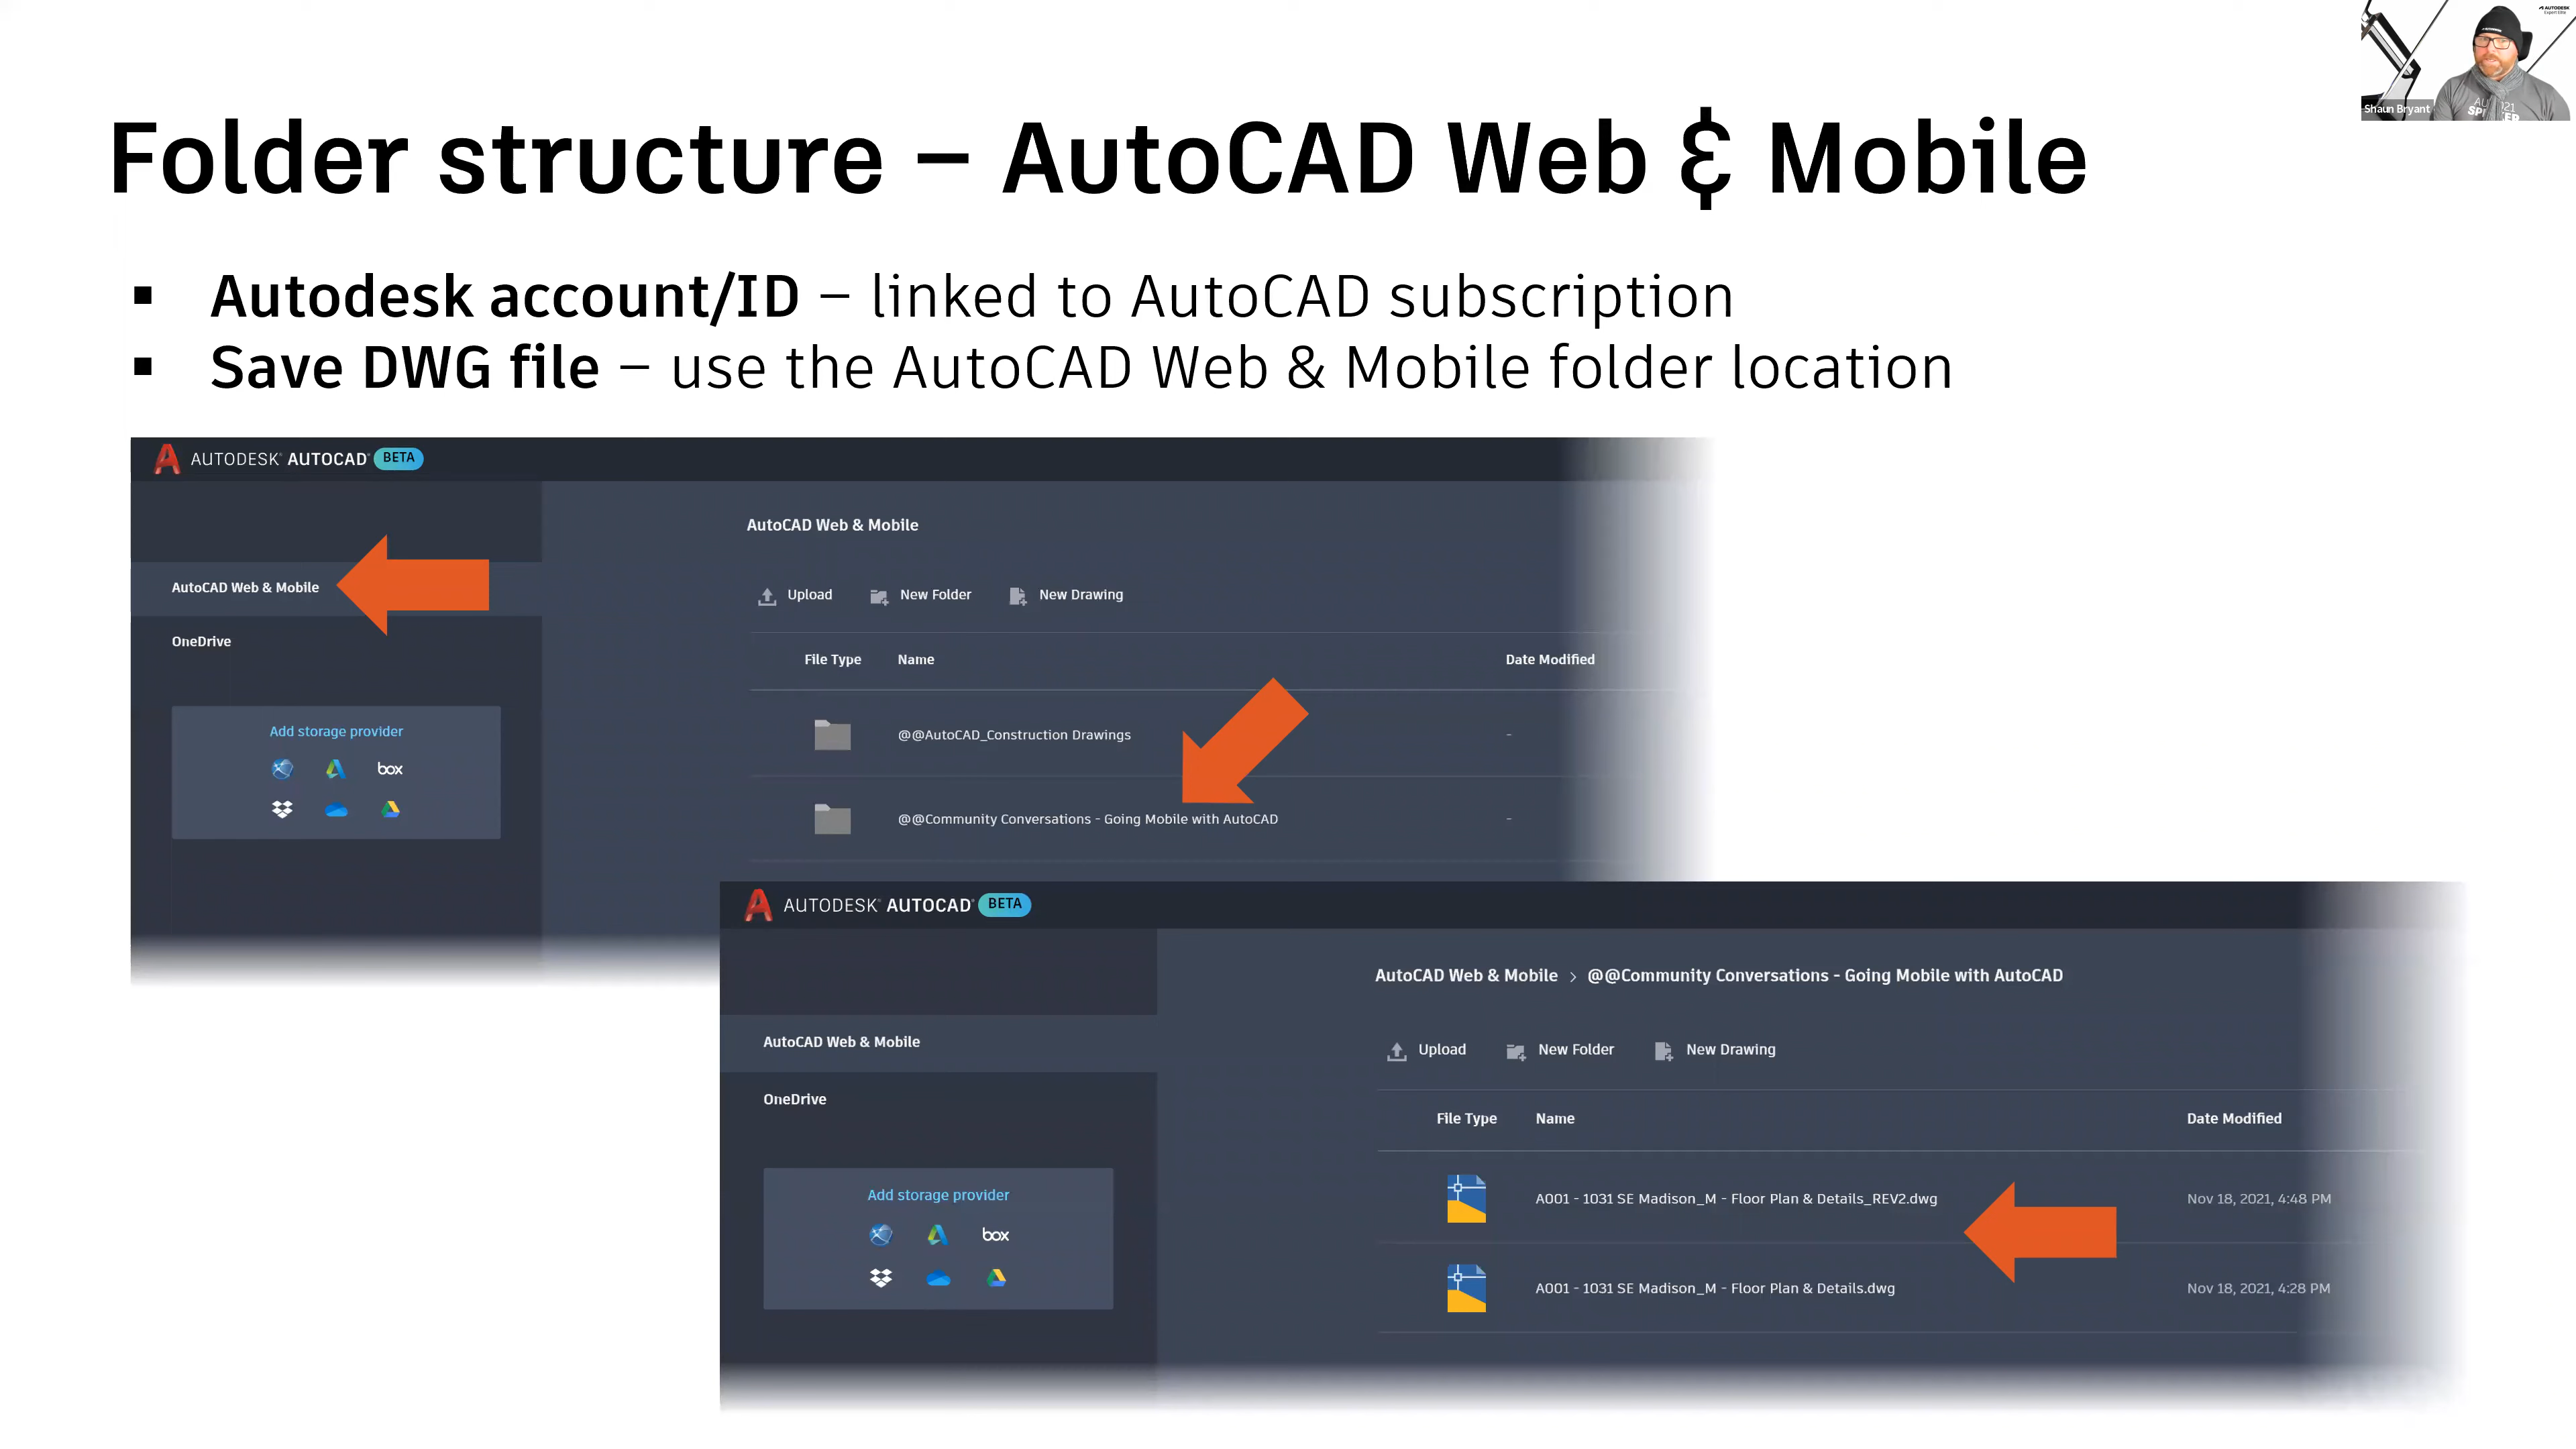 AUTODESK
Expert Elite
Shaun Bryant
Folder structure – AutoCAD Web & Mobile
▪ Autodesk account/ID – linked to AutoCAD subscription
▪ Save DWG file – use the AutoCAD Web & Mobile folder location
AUTODESK® AUTOCAD® BETA
AutoCAD Web & Mobile
Upload New Folder New Drawing
AutoCAD Web & Mobile
OneDrive
File Type Name Date Modified
Add storage provider
box
@@AutoCAD_Construction Drawings -
@@Community Conversations - Going Mobile with AutoCAD -
AUTODESK® AUTOCAD® BETA
AutoCAD Web & Mobile > @@Community Conversations - Going Mobile with AutoCAD
AutoCAD Web & Mobile
Upload New Folder New Drawing
OneDrive
File Type Name Date Modified
Add storage provider
box
A001 - 1031 SE Madison_M - Floor Plan & Details_REV2.dwg Nov 18, 2021, 4:48 PM
A001 - 1031 SE Madison_M - Floor Plan & Details.dwg Nov 18, 2021, 4:28 PM